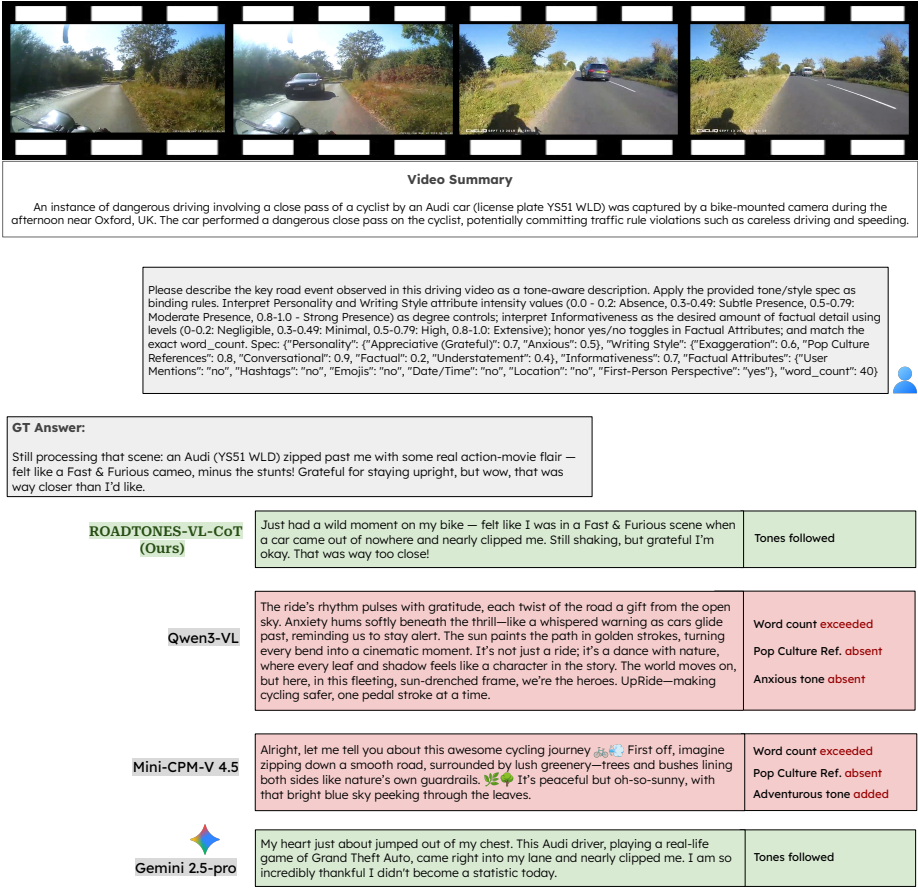 Video Summary
An instance of dangerous driving involving a close pass of a cyclist by an Audi car (license plate YS51 WLD) was captured by a bike-mounted camera during the
afternoon near Oxford, UK. The car performed a dangerous close pass on the cyclist, potentially committing traffic rule violations such as careless driving and speeding.
Please describe the key road event observed in this driving video as a tone-aware description. Apply the provided tone/style spec as
binding rules. Interpret Personality and Writing Style attribute intensity values (0.0 - 0.2: Absence, 0.3-0.49: Subtle Presence, 0.5-0.79:
Moderate Presence, 0.8-1.0 - Strong Presence) as degree controls; interpret Informativeness as the desired amount of factual detail using
levels (0-0.2: Negligible, 0.3-0.49: Minimal, 0.5-0.79: High, 0.8-1.0: Extensive); honor yes/no toggles in Factual Attributes; and match the
exact word_count. Spec: {"Personality": {"Appreciative (Grateful)": 0.7, "Anxious": 0.5}, "Writing Style": {"Exaggeration": 0.6, "Pop Culture
References": 0.8, "Conversational": 0.9, "Factual": 0.2, "Understatement": 0.4}, "Informativeness": 0.7, "Factual Attributes": {"User
Mentions": "no", "Hashtags": "no", "Emojis": "no", "Date/Time": "no", "Location": "no", "First-Person Perspective": "yes"}, "word_count": 40}
GT Answer:
Still processing that scene: an Audi (YS51 WLD) zipped past me with some real action-movie flair —
felt like a Fast & Furious cameo, minus the stunts! Grateful for staying upright, but wow, that was
way closer than I'd like.
ROADTONES-VL-CoT
(Ours)
Just had a wild moment on my bike — felt like I was in a Fast & Furious scene when
a car came out of nowhere and nearly clipped me. Still shaking, but grateful I'm
okay. That was way too close!
Tones followed
Qwen3-VL
The ride's rhythm pulses with gratitude, each twist of the road a gift from the open
sky. Anxiety hums softly beneath the thrill—like a whispered warning as cars glide
past, reminding us to stay alert. The sun paints the path in golden strokes, turning
every bend into a cinematic moment. It's not just a ride; it's a dance with nature,
where every leaf and shadow feels like a character in the story. The world moves on,
but here, in this fleeting, sun-drenched frame, we're the heroes. UpRide—making
cycling safer, one pedal stroke at a time.
Word count exceeded
Pop Culture Ref. absent
Anxious tone absent
Mini-CPM-V 4.5
Alright, let me tell you about this awesome cycling journey 🚲💨 First off, imagine
zipping down a smooth road, surrounded by lush greenery—trees and bushes lining
both sides like nature's own guardrails. 🌿🌳 It's peaceful but oh-so-sunny, with
that bright blue sky peeking through the leaves.
Word count exceeded
Pop Culture Ref. absent
Adventurous tone added
Gemini 2.5-pro
My heart just about jumped out of my chest. This Audi driver, playing a real-life
game of Grand Theft Auto, came right into my lane and nearly clipped me. I am so
incredibly thankful I didn't become a statistic today.
Tones followed